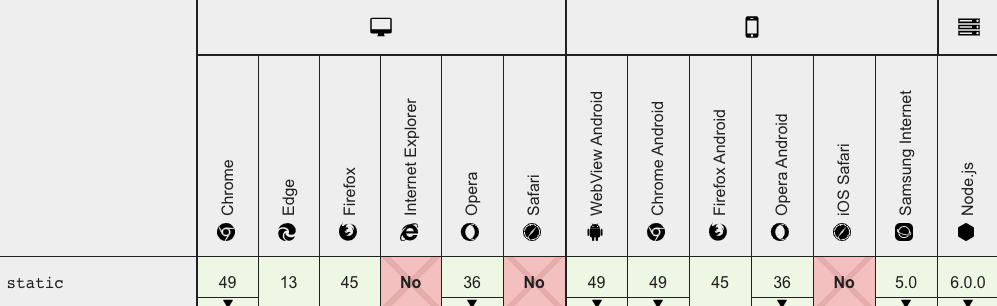 Chrome
Edge
Firefox
Internet Explorer
Opera
Safari
WebView Android
Chrome Android
Firefox Android
Opera Android
iOS Safari
Samsung Internet
Node.js
static 49 13 45 No 36 No 49 49 45 36 No 5.0 6.0.0